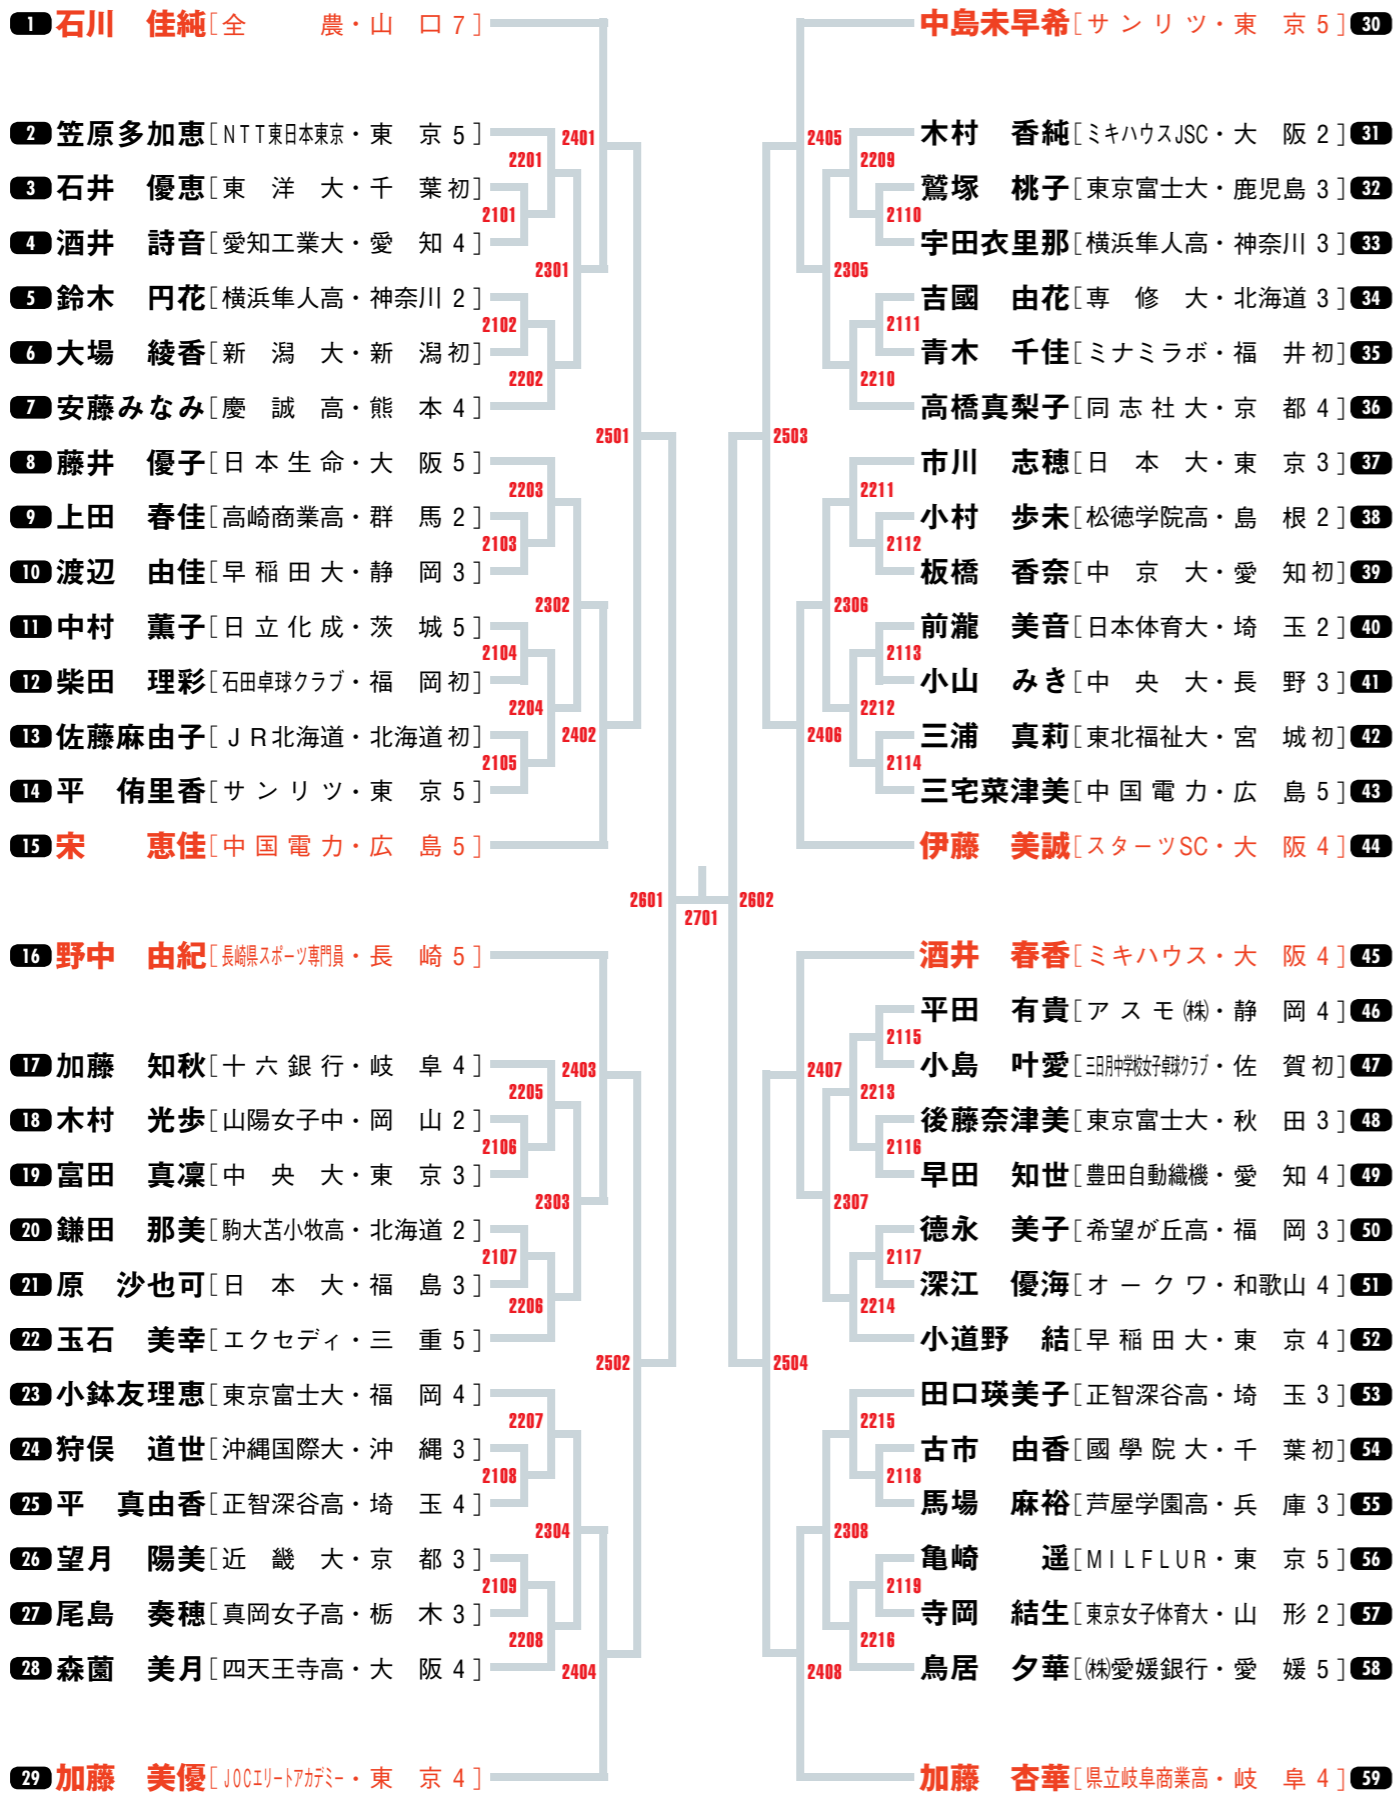 1 石川　佳純[全　農・山　口 7]
2 笠原多加恵[NTT東日本東京・東　京 5]
3 石井　優恵[東　洋　大・千　葉初]
4 酒井　詩音[愛知工業大・愛　知 4]
5 鈴木　円花[横浜隼人高・神奈川 2]
6 大場　綾香[新　潟　大・新　潟初]
7 安藤みなみ[慶　誠　高・熊　本 4]
8 藤井　優子[日本生命・大　阪 5]
9 上田　春佳[高崎商業高・群　馬 2]
10 渡辺　由佳[早稲田大・静　岡 3]
11 中村　薫子[日立化成・茨　城 5]
12 柴田　理彩[石田卓球クラブ・福　岡初]
13 佐藤麻由子[JR北海道・北海道初]
14 平　侑里香[サンリツ・東　京 5]
15 宋　恵佳[中国電力・広　島 5]
16 野中　由紀[長崎県スポーツ専門員・長　崎 5]
17 加藤　知秋[十六銀行・岐　阜 4]
18 木村　光歩[山陽女子中・岡　山 2]
19 富田　真凜[中　央　大・東　京 3]
20 鎌田　那美[駒大苫小牧高・北海道 2]
21 原　沙也可[日　本　大・福　島 3]
22 玉石　美幸[エクセディ・三　重 5]
23 小鉢友理恵[東京富士大・福　岡 4]
24 狩俣　道世[沖縄国際大・沖　縄 3]
25 平　真由香[正智深谷高・埼　玉 4]
26 望月　陽美[近　畿　大・京　都 3]
27 尾島　奏穂[真岡女子高・栃　木 3]
28 森薗　美月[四天王寺高・大　阪 4]
29 加藤　美優[JOCエリートアカデミー・東　京 4]
2101
2102
2103
2104
2105
2106
2107
2108
2109
2201
2202
2203
2204
2205
2206
2207
2208
2301
2302
2303
2304
2401
2402
2403
2404
2501
2502
2601
2701
2602
2503
2504
2405
2406
2407
2408
2305
2306
2307
2308
2209
2210
2211
2212
2213
2214
2215
2216
2110
2111
2112
2113
2114
2115
2116
2117
2118
2119
中島未早希[サンリツ・東　京 5] 30
木村　香純[ミキハウスJSC・大　阪 2] 31
鷲塚　桃子[東京富士大・鹿児島 3] 32
宇田衣里那[横浜隼人高・神奈川 3] 33
吉國　由花[専　修　大・北海道 3] 34
青木　千佳[ミナミラボ・福　井初] 35
高橋真梨子[同志社大・京　都 4] 36
市川　志穂[日　本　大・東　京 3] 37
小村　歩未[松徳学院高・島　根 2] 38
板橋　香奈[中　京　大・愛　知初] 39
前瀧　美音[日本体育大・埼　玉 2] 40
小山　みき[中　央　大・長　野 3] 41
三浦　真莉[東北福祉大・宮　城初] 42
三宅菜津美[中国電力・広　島 5] 43
伊藤　美誠[スターツSC・大　阪 4] 44
酒井　春香[ミキハウス・大　阪 4] 45
平田　有貴[アスモ㈱・静　岡 4] 46
小島　叶愛[三日月中学校女子卓球クラブ・佐　賀初] 47
後藤奈津美[東京富士大・秋　田 3] 48
早田　知世[豊田自動織機・愛　知 4] 49
德永　美子[希望が丘高・福　岡 3] 50
深江　優海[オークワ・和歌山 4] 51
小道野　結[早稲田大・東　京 4] 52
田口瑛美子[正智深谷高・埼　玉 3] 53
古市　由香[國學院大・千　葉初] 54
馬場　麻裕[芦屋学園高・兵　庫 3] 55
亀崎　遥[MILFLUR・東　京 5] 56
寺岡　結生[東京女子体育大・山　形 2] 57
鳥居　夕華[㈱愛媛銀行・愛　媛 5] 58
加藤　杏華[県立岐阜商業高・岐　阜 4] 59